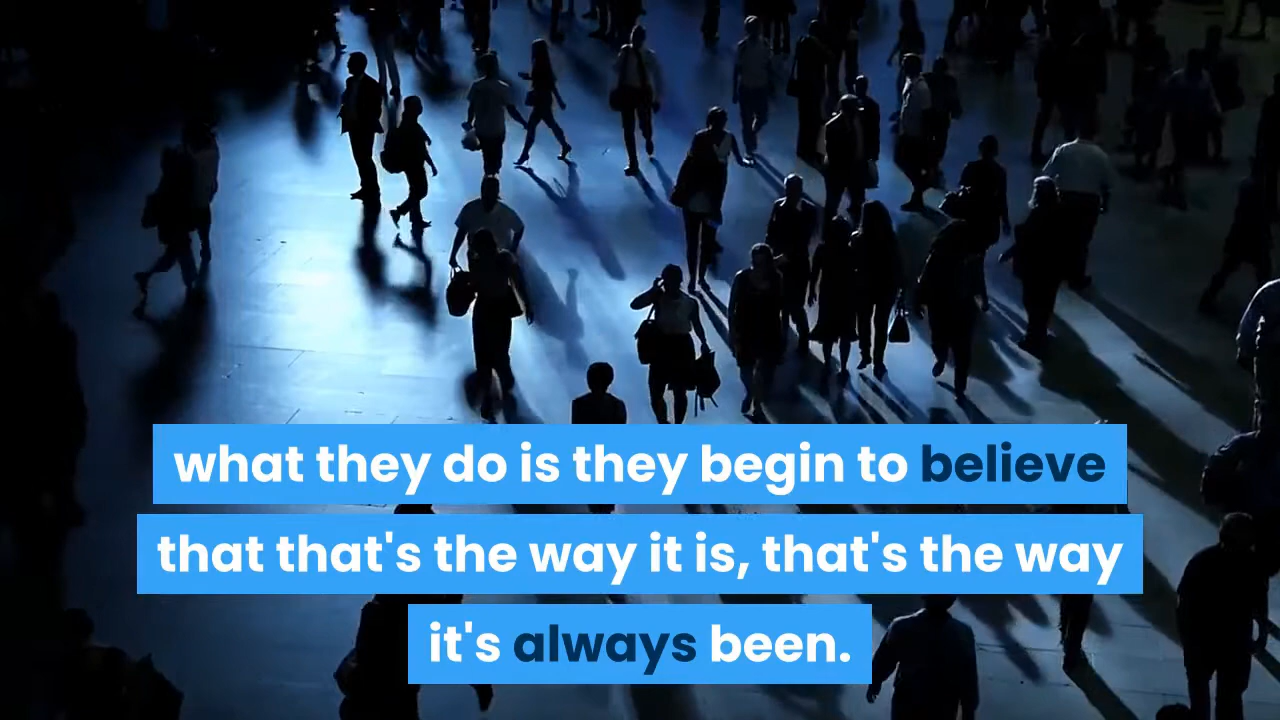 what they do is they begin to believe
that that's the way it is, that's the way
it's always been.